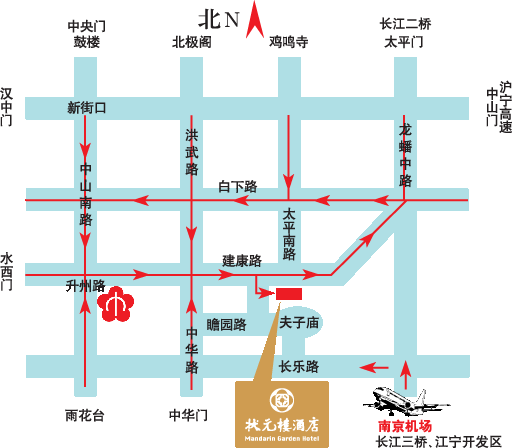 北 N
中央门
鼓楼
北极阁
鸡鸣寺
长江二桥
太平门
汉中门
新街口
洪武路
龙蟠中路
中山门
沪宁高速
中山南路
白下路
太平南路
水西门
建康路
升州路
瞻园路
夫子庙
中华路
长乐路
雨花台
中华门
状元楼酒店
Mandarin Garden Hotel
南京机场
长江三桥、江宁开发区